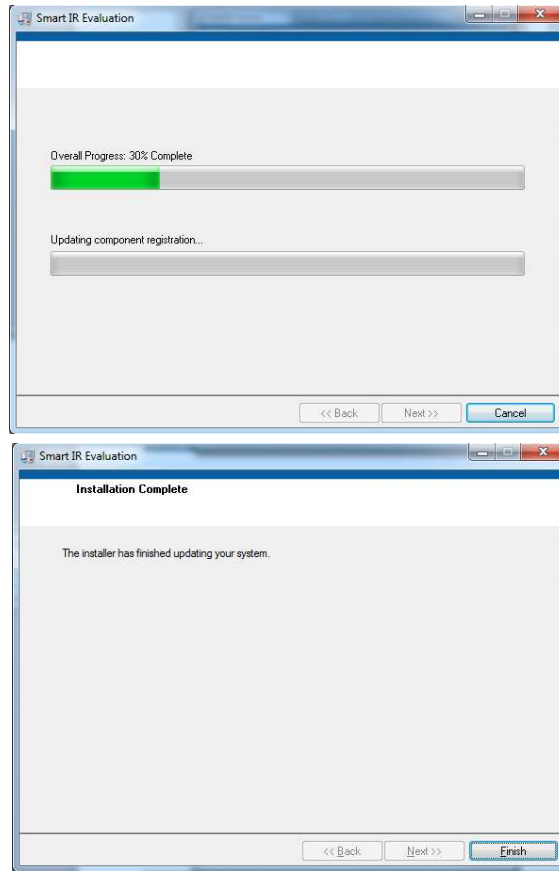 Smart IR Evaluation
Overall Progress: 30% Complete
Updating component registration...
<< Back Next >> Cancel
Smart IR Evaluation
Installation Complete
The installer has finished updating your system.
<< Back Next >> Finish